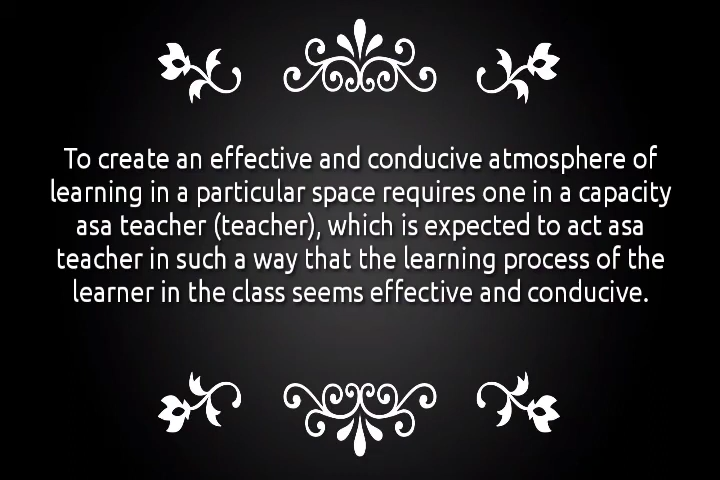 To create an effective and conducive atmosphere of
learning in a particular space requires one in a capacity
asa teacher (teacher), which is expected to act asa
teacher in such a way that the learning process of the
learner in the class seems effective and conducive.